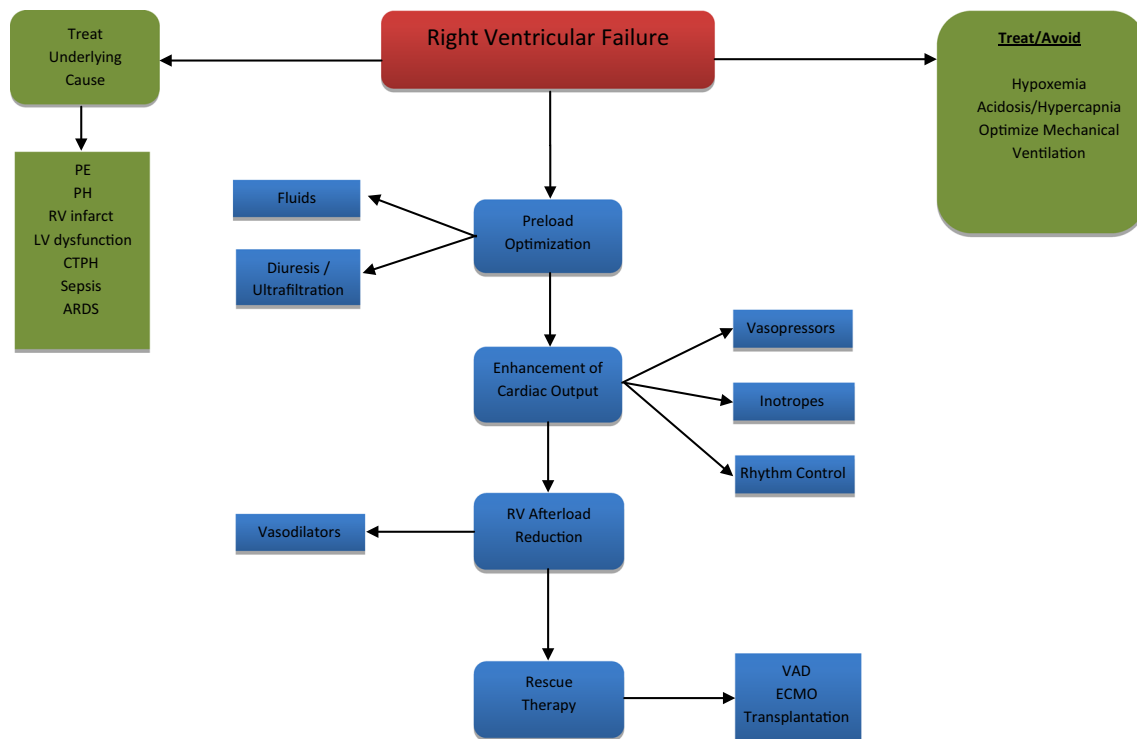 Right Ventricular Failure
Treat
Underlying
Cause
PE
PH
RV infarct
LV dysfunction
CTPH
Sepsis
ARDS
Treat/Avoid
Hypoxemia
Acidosis/Hypercapnia
Optimize Mechanical
Ventilation
Preload
Optimization
Fluids
Diuresis /
Ultrafiltration
Enhancement of
Cardiac Output
Vasopressors
Inotropes
Rhythm Control
RV Afterload
Reduction
Vasodilators
Rescue
Therapy
VAD
ECMO
Transplantation